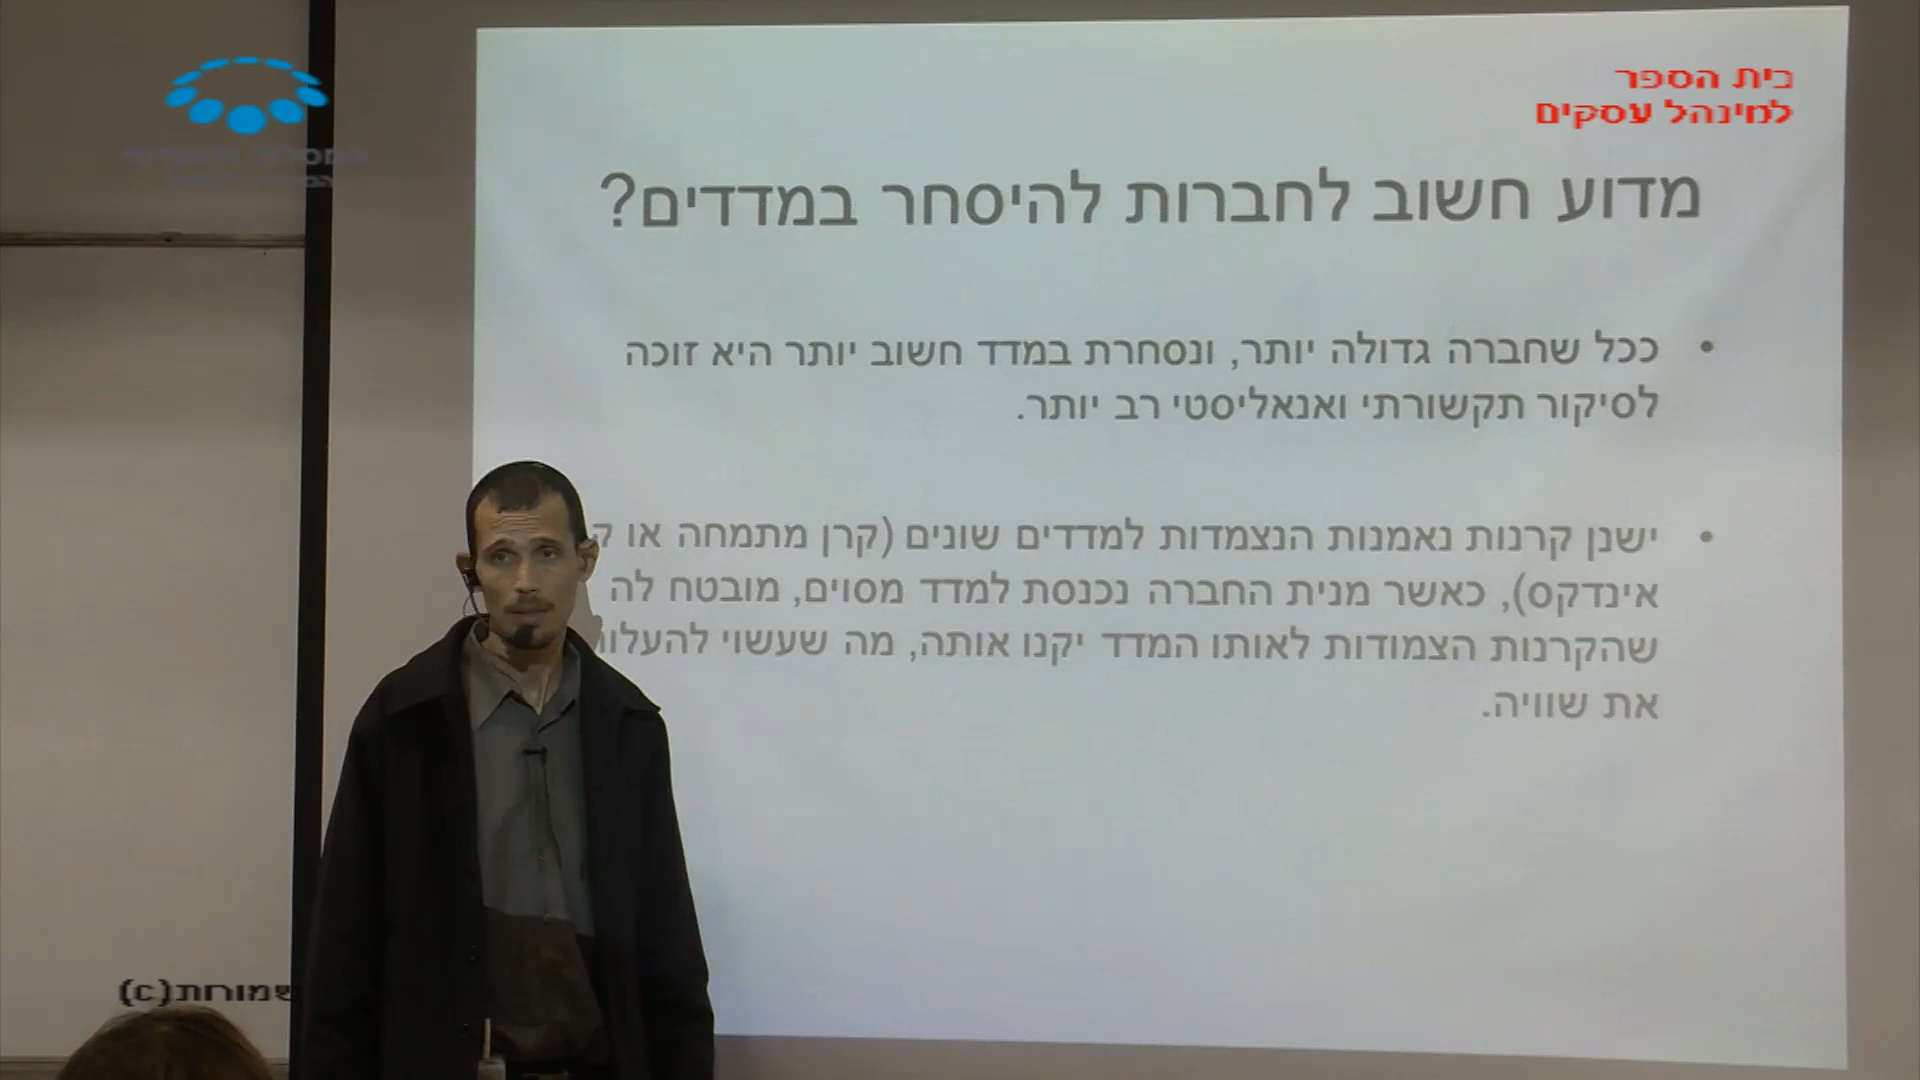 בית הספר
למינהל עסקים
מדוע חשוב לחברות להיסחר במדדים?
• ככל שחברה גדולה יותר, ונסחרת במדד חשוב יותר היא זוכה
לסיקור תקשורתי ואנאליסטי רב יותר.
• ישנן קרנות נאמנות הנצמדות למדדים שונים (קרן מתמחה או
אינדקס), כאשר מנית החברה נכנסת למדד מסוים, מובטח לה
שהקרנות הצמודות לאותו המדד יקנו אותה, מה שעשוי להעלות
את שוויה.
שמורות(c)